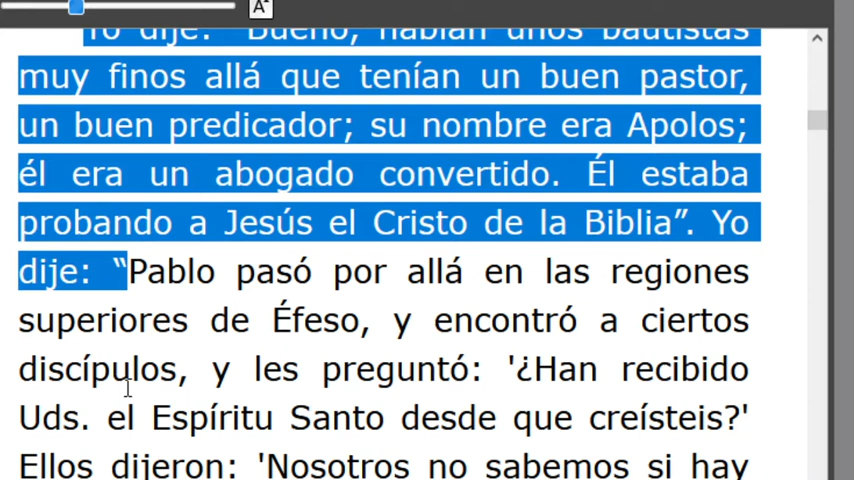 A
Yo dije: "Bueno, habían unos bautistas
muy finos allá que tenían un buen pastor,
un buen predicador; su nombre era Apolos;
él era un abogado convertido. Él estaba
probando a Jesús el Cristo de la Biblia”. Yo
dije: “Pablo pasó por allá en las regiones
superiores de Éfeso, y encontró a ciertos
discípulos, y les preguntó: '¿Han recibido
Uds. el Espíritu Santo desde que creísteis?'
Ellos dijeron: 'Nosotros no sabemos si hay